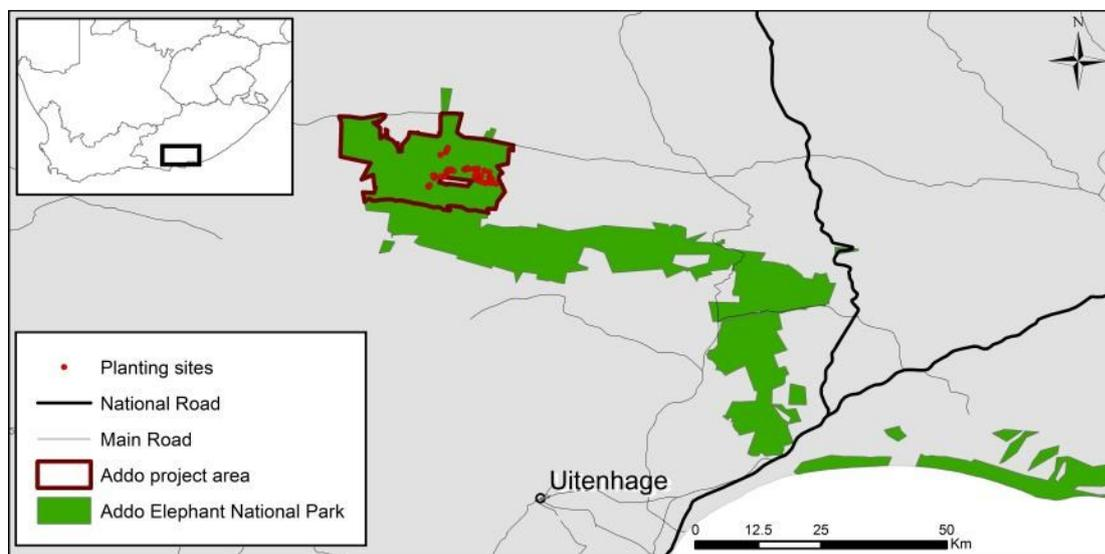 N
Planting sites
National Road
Main Road
Addo project area
Addo Elephant National Park
Uitenhage
0 12.5 25 50
Km